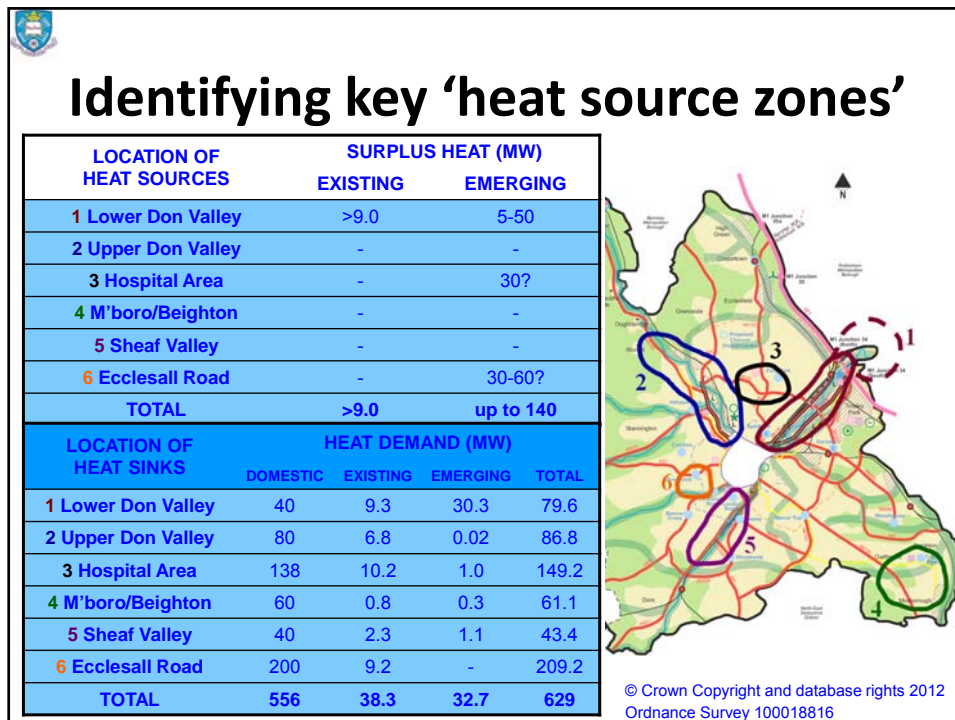 Identifying key ‘heat source zones’
LOCATION OF HEAT SOURCES SURPLUS HEAT (MW)
EXISTING EMERGING
1 Lower Don Valley >9.0 5-50
2 Upper Don Valley - -
3 Hospital Area - 30?
4 M’boro/Beighton - -
5 Sheaf Valley - -
6 Ecclesall Road - 30-60?
TOTAL >9.0 up to 140
LOCATION OF HEAT SINKS HEAT DEMAND (MW)
DOMESTIC EXISTING EMERGING TOTAL
1 Lower Don Valley 40 9.3 30.3 79.6
2 Upper Don Valley 80 6.8 0.02 86.8
3 Hospital Area 138 10.2 1.0 149.2
4 M’boro/Beighton 60 0.8 0.3 61.1
5 Sheaf Valley 40 2.3 1.1 43.4
6 Ecclesall Road 200 9.2 - 209.2
TOTAL 556 38.3 32.7 629
N
Chapeltown
Ecclesfield
Grenoside
Stannington
M1 Junction 34
1
2
3
4
5
6
© Crown Copyright and database rights 2012
Ordnance Survey 100018816